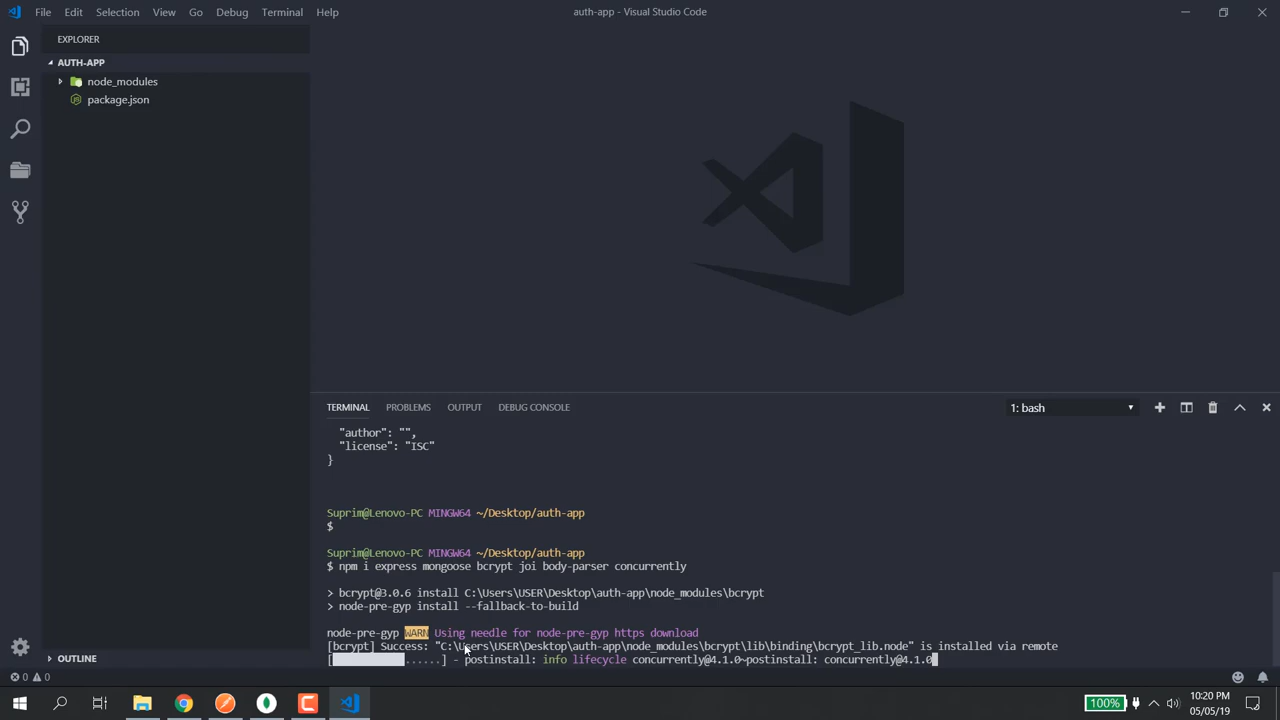 File Edit Selection View Go Debug Terminal Help
auth-app - Visual Studio Code
EXPLORER
AUTH-APP
node_modules
package.json
TERMINAL PROBLEMS OUTPUT DEBUG CONSOLE
1: bash
"author": "",
"license": "ISC"
}
Suprim@Lenovo-PC MINGW64 ~/Desktop/auth-app
$
Suprim@Lenovo-PC MINGW64 ~/Desktop/auth-app
$ npm i express mongoose bcrypt joi body-parser concurrently
> bcrypt@3.0.6 install C:\Users\USER\Desktop\auth-app\node_modules\bcrypt
> node-pre-gyp install --fallback-to-build
node-pre-gyp WARN Using needle for node-pre-gyp https download
[bcrypt] Success: "C:\Users\USER\Desktop\auth-app\node_modules\bcrypt\lib\binding\bcrypt_lib.node" is installed via remote
[......] - postinstall: info lifecycle concurrently@4.1.0~postinstall: concurrently@4.1.0
OUTLINE
0 0
100%
10:20 PM
05/05/19